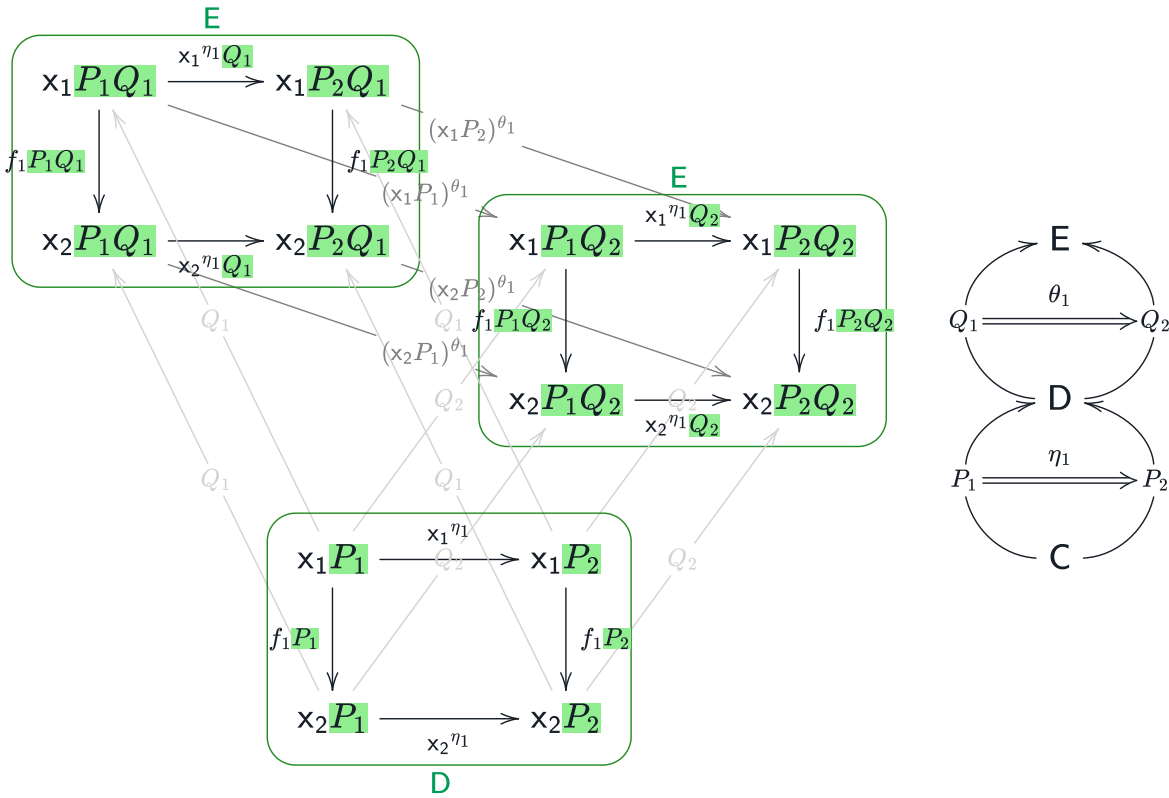 E
x₁^η₁Q₁
x₁P₁Q₁ x₁P₂Q₁
(x₁P₂)^θ₁
f₁P₁Q₁ f₁P₂Q₁
E
(x₁P₁)^θ₁
x₁^η₁Q₂
x₂P₁Q₁ x₂P₂Q₁ x₁P₁Q₂ x₁P₂Q₂ E
x₂^η₁Q₁
(x₂P₂)^θ₁ θ₁
Q₁ Q₁ f₁P₁Q₂ f₁P₂Q₂ Q₁ Q₂
(x₂P₁)^θ₁
Q₂ x₂P₁Q₂ Q₂ x₂P₂Q₂ D
x₂^η₁Q₂
η₁
Q₁ Q₁ P₁ P₂
x₁^η₁
x₁P₁ Q₂ x₁P₂ Q₂ C
f₁P₁ f₁P₂
x₂P₁ x₂P₂
x₂^η₁
D